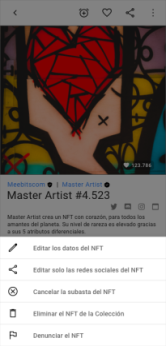 123.786
Meebitscom | Master Artist
Master Artist #4.523
Master Artist crea un NFT con corazón, para todos los
amantes del planeta. Su nivel de rareza es elevado gracias
a sus 5 atributos diferenciales.
Editar los datos del NFT
Editar solo las redes sociales del NFT
Cancelar la subasta del NFT
Eliminar el NFT de la Colección
Denunciar el NFT